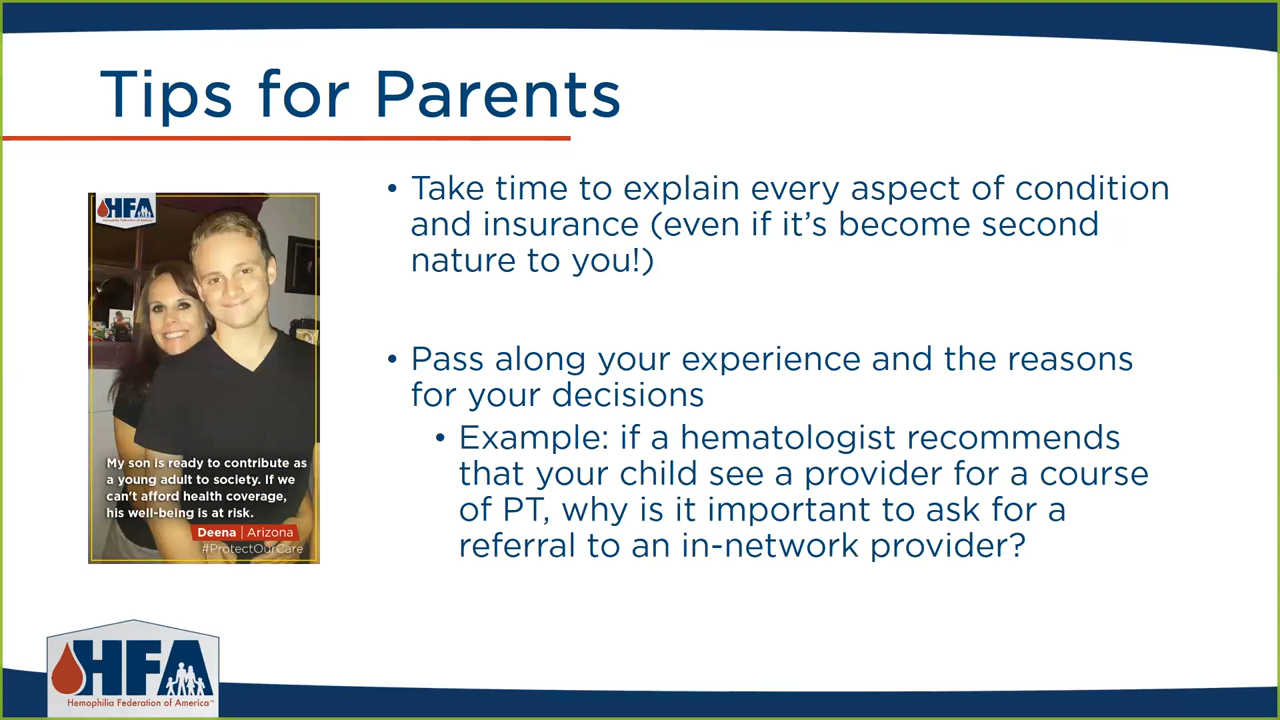 Tips for Parents
HFA
Hemophilia Federation of America
My son is ready to contribute as
a young adult to society. If we
can't afford health coverage,
his well-being is at risk.
Deena | Arizona
#ProtectOurCare
• Take time to explain every aspect of condition
and insurance (even if it’s become second
nature to you!)
• Pass along your experience and the reasons
for your decisions
• Example: if a hematologist recommends
that your child see a provider for a course
of PT, why is it important to ask for a
referral to an in-network provider?
HFA
Hemophilia Federation of America™